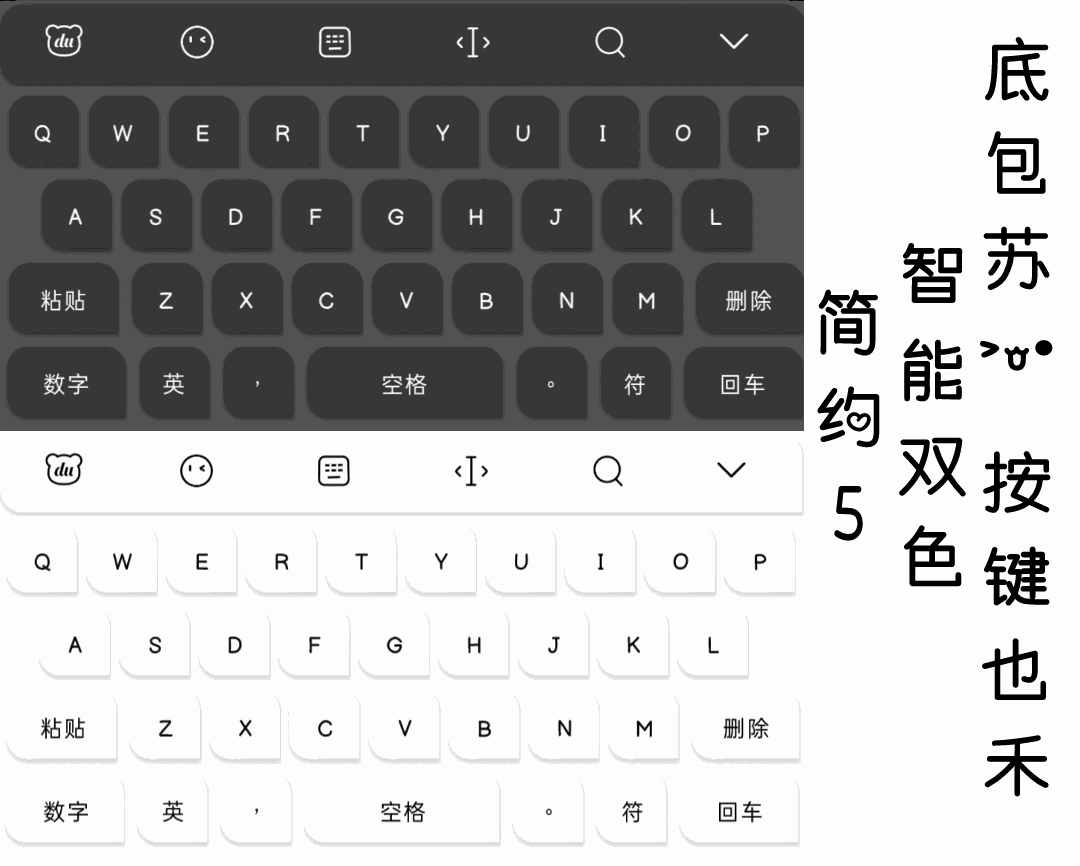 du
Q W E R T Y U I O P
A S D F G H J K L
粘贴 Z X C V B N M 删除
数字 英 ， 空格 。 符 回车
du
Q W E R T Y U I O P
A S D F G H J K L
粘贴 Z X C V B N M 删除
数字 英 ， 空格 。 符 回车
底包苏 按键也禾
智能双色
简约5